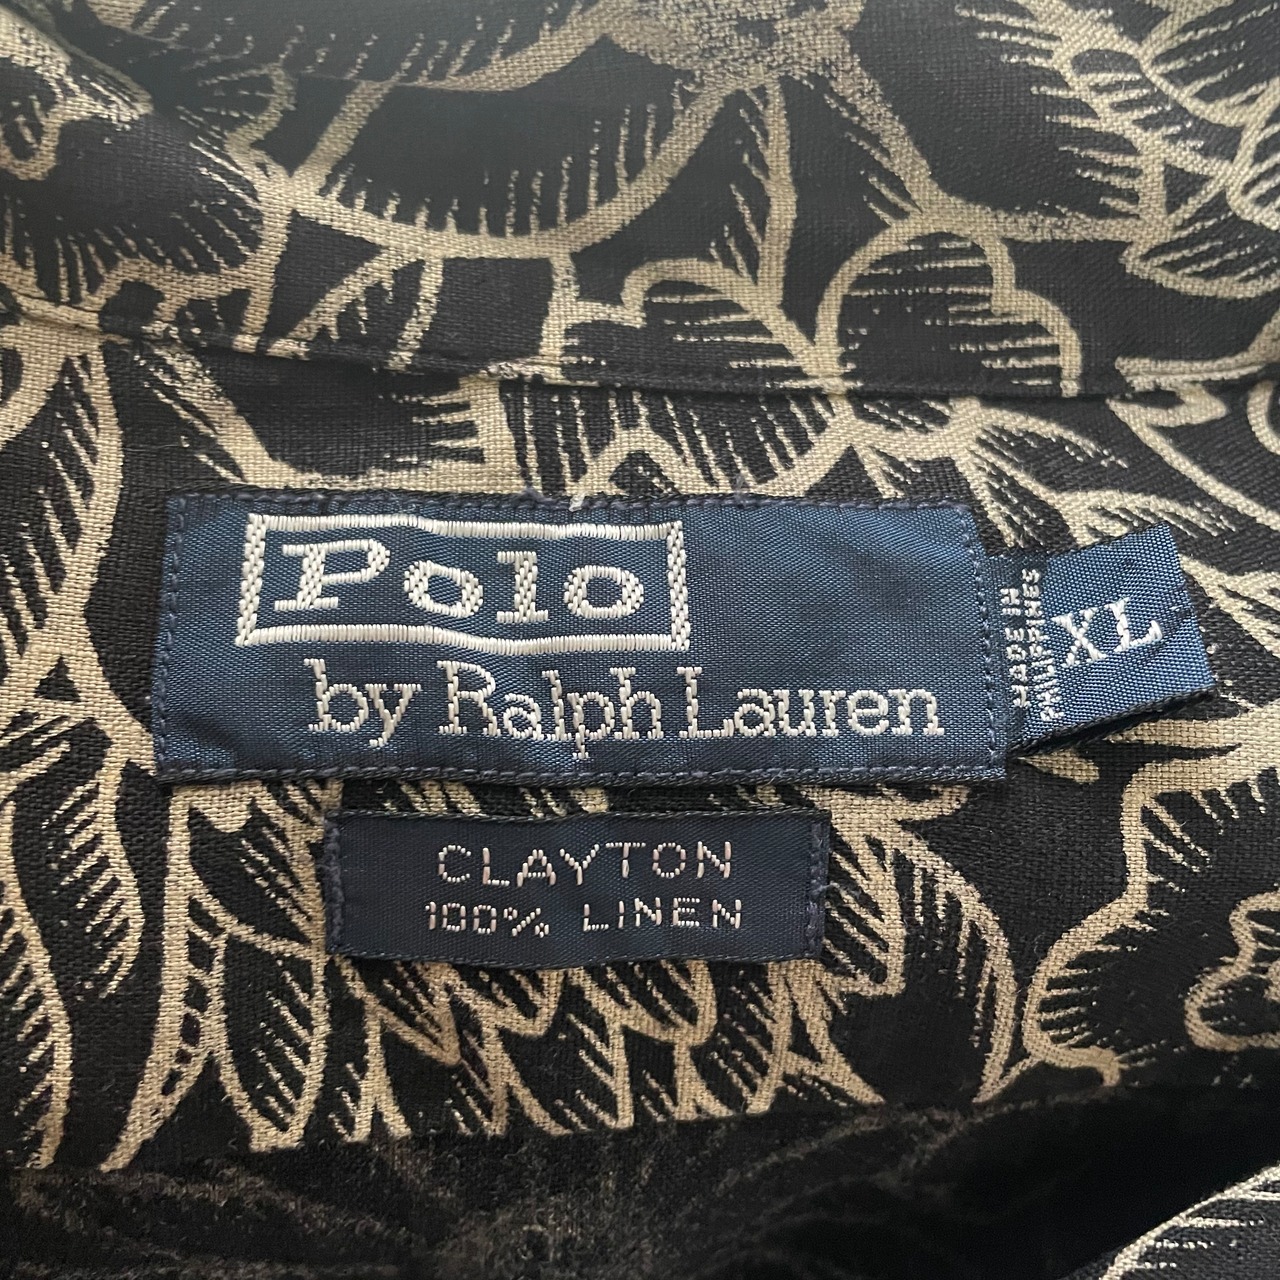 Polo
by Ralph Lauren
MADE IN
PHILIPPINES
XL
CLAYTON
100% LINEN